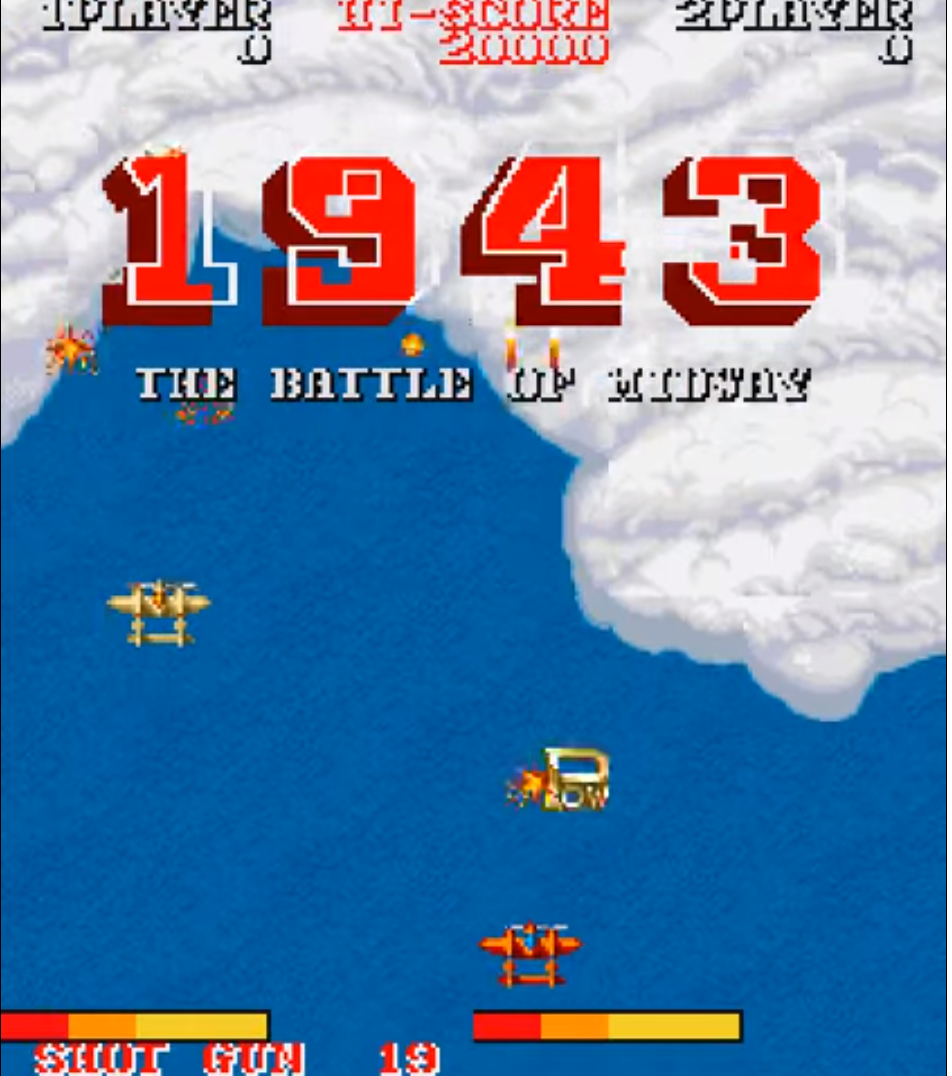 1PLAYER HI-SCORE 2PLAYER
0 20000 0
1943
THE BATTLE OF MIDWAY
POW
SHOT GUN 19